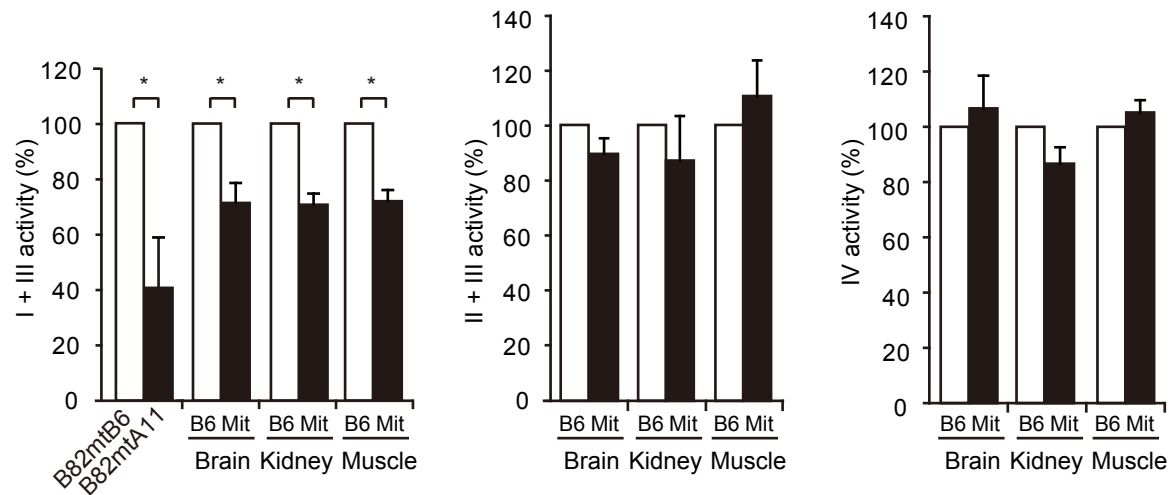 I + III activity (%)
120
100
80
60
40
20
0
* * * *
B82mtB6
B82mtA11
B6 Mit B6 Mit B6 Mit
Brain Kidney Muscle
II + III activity (%)
140
120
100
80
60
40
20
0
B6 Mit B6 Mit B6 Mit
Brain Kidney Muscle
IV activity (%)
140
120
100
80
60
40
20
0
B6 Mit B6 Mit B6 Mit
Brain Kidney Muscle